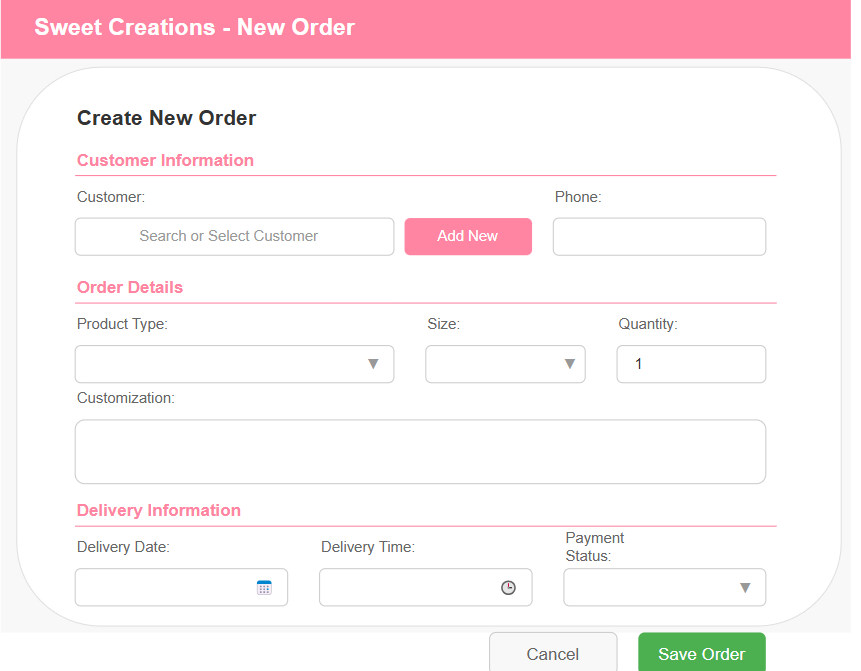 Sweet Creations - New Order
Create New Order
Customer Information
Customer:
Phone:
Search or Select Customer
Add New
Order Details
Product Type:
Size:
Quantity:
1
Customization:
Delivery Information
Delivery Date:
Delivery Time:
Payment
Status:
Cancel
Save Order